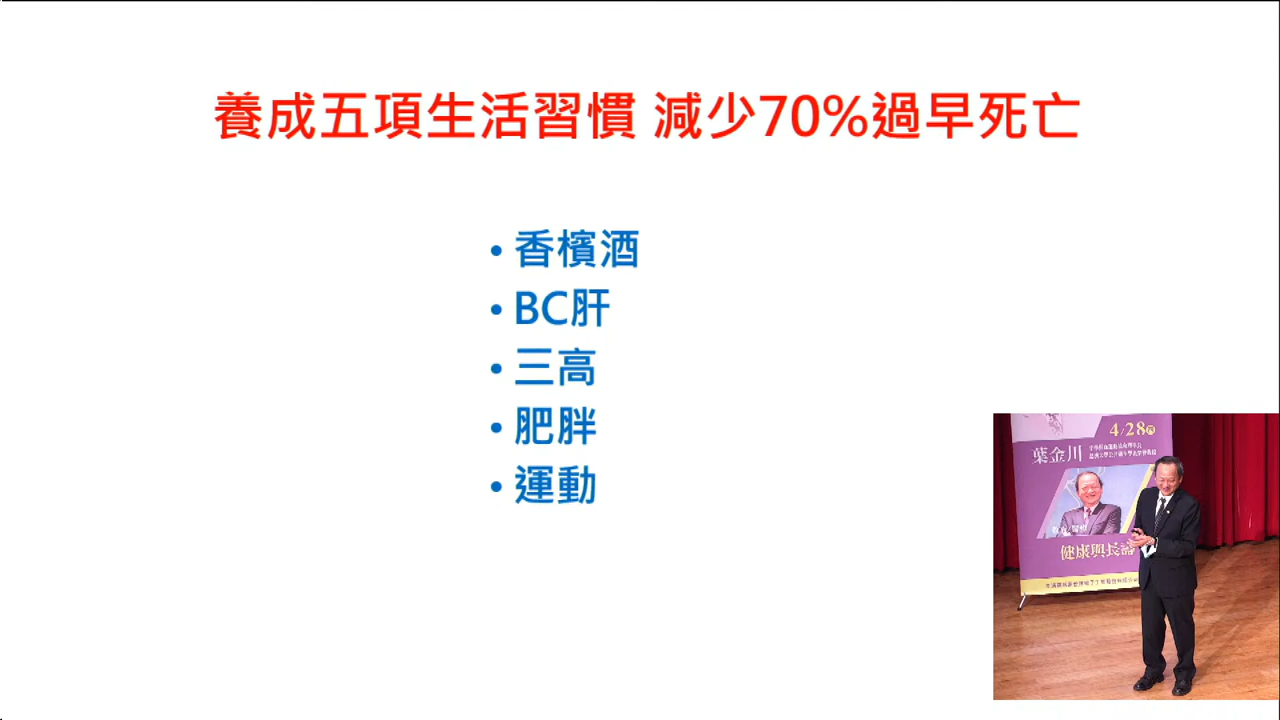 養成五項生活習慣 減少70%過早死亡
• 香檳酒
• BC肝
• 三高
• 肥胖
• 運動
4/28
葉金川
健康與長壽